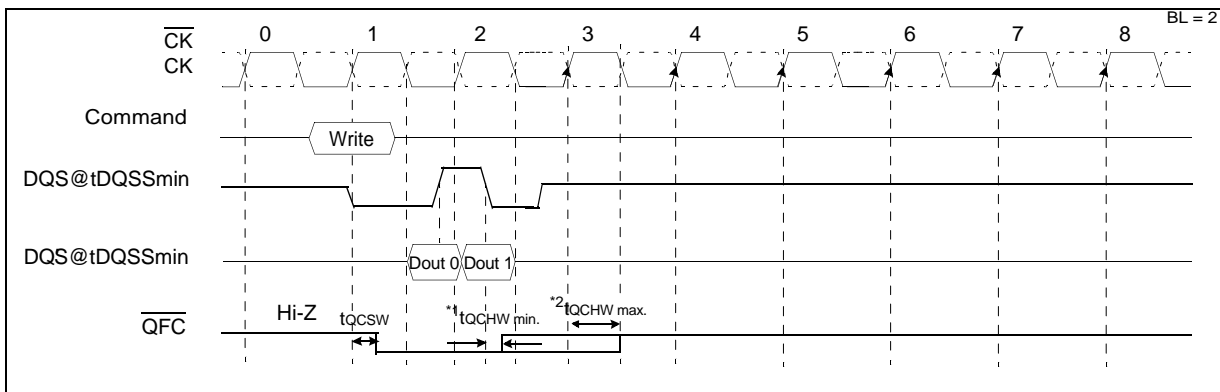 BL = 2
CK 0 1 2 3 4 5 6 7 8
CK
Command
Write
DQS@tDQSSmin
DQS@tDQSSmin
Dout 0 Dout 1
QFC
Hi-Z
tQCSW
*1tQCHW min.
*2tQCHW max.